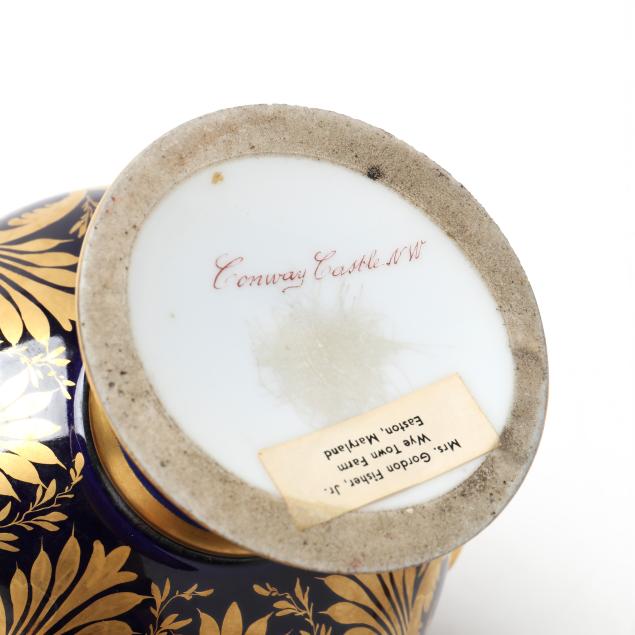 Conway Castle N W
Mrs. Gordon Fisher, Jr.
Wye Town Farm
Easton, Maryland